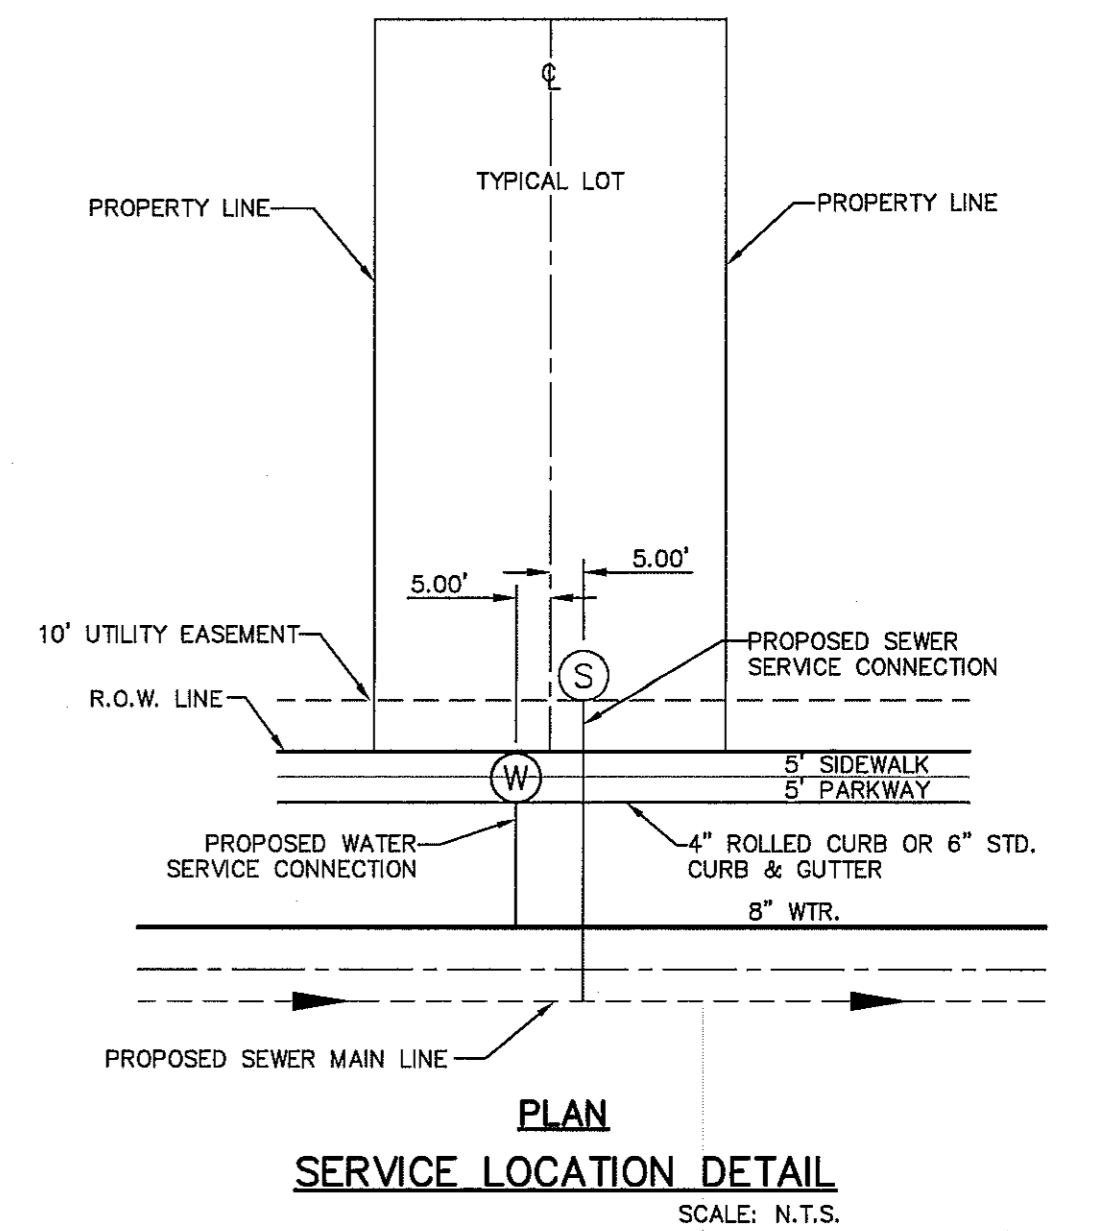 ℄
TYPICAL LOT
PROPERTY LINE
PROPERTY LINE
5.00'
5.00'
10' UTILITY EASEMENT
PROPOSED SEWER
SERVICE CONNECTION
S
R.O.W. LINE
5' SIDEWALK
W
5' PARKWAY
PROPOSED WATER
SERVICE CONNECTION
4" ROLLED CURB OR 6" STD.
CURB & GUTTER
8" WTR.
PROPOSED SEWER MAIN LINE
PLAN
SERVICE LOCATION DETAIL
SCALE: N.T.S.